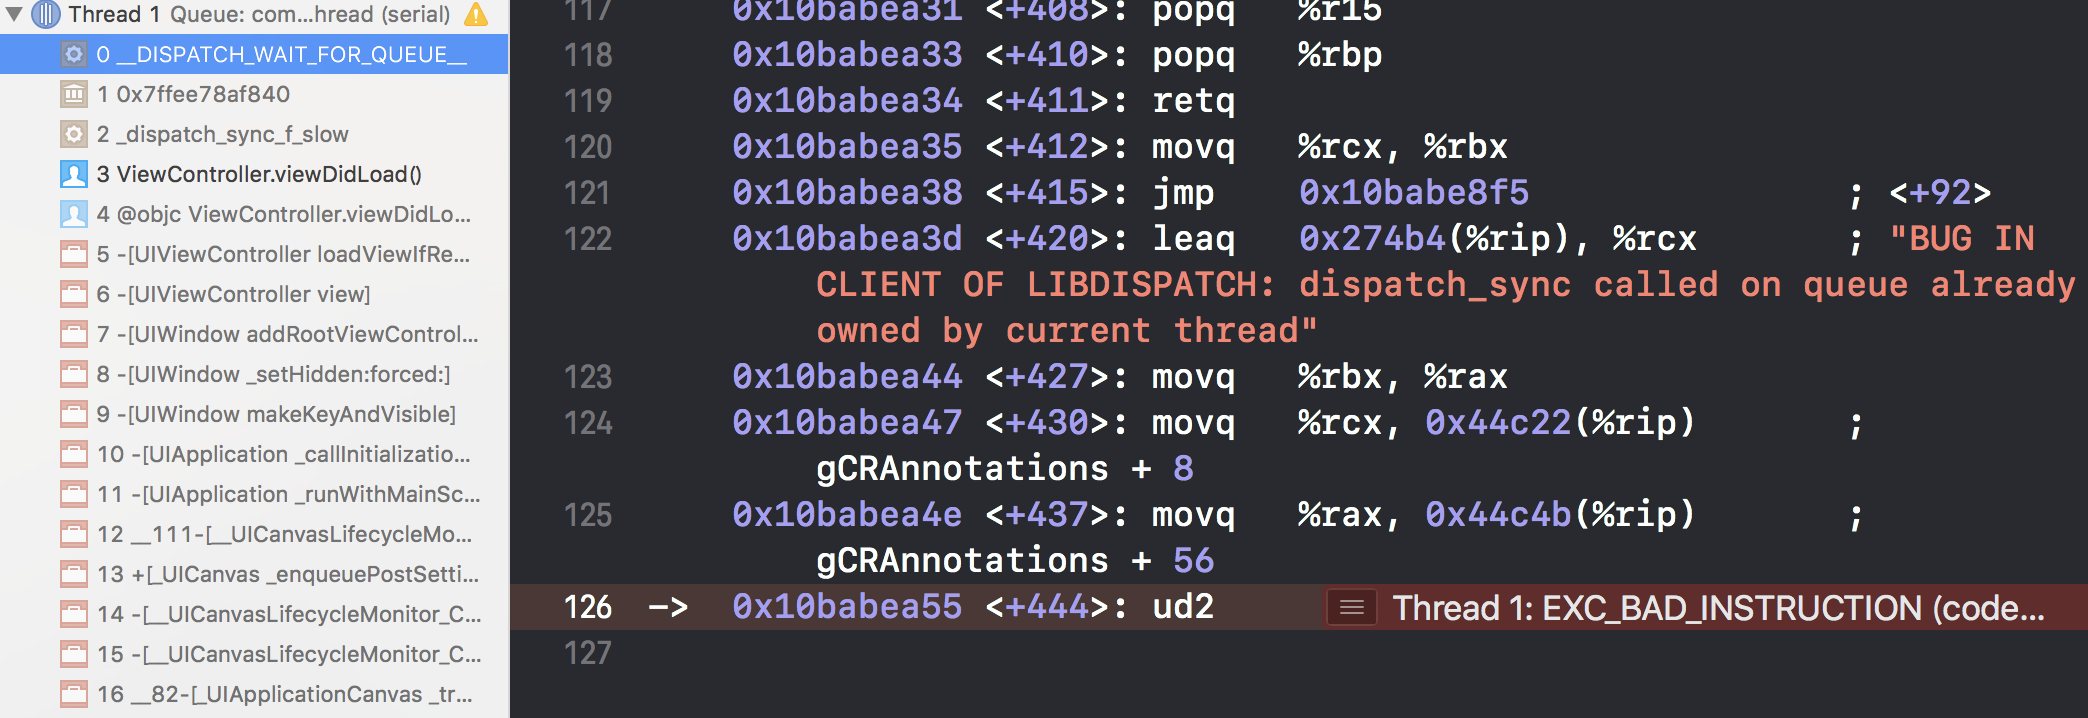 Thread 1 Queue: com...hread (serial)
0 __DISPATCH_WAIT_FOR_QUEUE__
1 0x7ffee78af840
2 _dispatch_sync_f_slow
3 ViewController.viewDidLoad()
4 @objc ViewController.viewDidLo...
5 -[UIViewController loadViewIfRe...
6 -[UIViewController view]
7 -[UIWindow addRootViewControl...
8 -[UIWindow _setHidden:forced:]
9 -[UIWindow makeKeyAndVisible]
10 -[UIApplication _callInitializatio...
11 -[UIApplication _runWithMainSc...
12 __111-[__UICanvasLifecycleMo...
13 +[_UICanvas _enqueuePostSetti...
14 -[__UICanvasLifecycleMonitor_C...
15 -[__UICanvasLifecycleMonitor_C...
16 __82-[_UIApplicationCanvas _tr...
117 0x10babea31 <+408>: popq %r15
118 0x10babea33 <+410>: popq %rbp
119 0x10babea34 <+411>: retq
120 0x10babea35 <+412>: movq %rcx, %rbx
121 0x10babea38 <+415>: jmp 0x10babe8f5 ; <+92>
122 0x10babea3d <+420>: leaq 0x274b4(%rip), %rcx ; "BUG IN
CLIENT OF LIBDISPATCH: dispatch_sync called on queue already
owned by current thread"
123 0x10babea44 <+427>: movq %rbx, %rax
124 0x10babea47 <+430>: movq %rcx, 0x44c22(%rip) ;
gCRAnnotations + 8
125 0x10babea4e <+437>: movq %rax, 0x44c4b(%rip) ;
gCRAnnotations + 56
126 -> 0x10babea55 <+444>: ud2 Thread 1: EXC_BAD_INSTRUCTION (code...
127